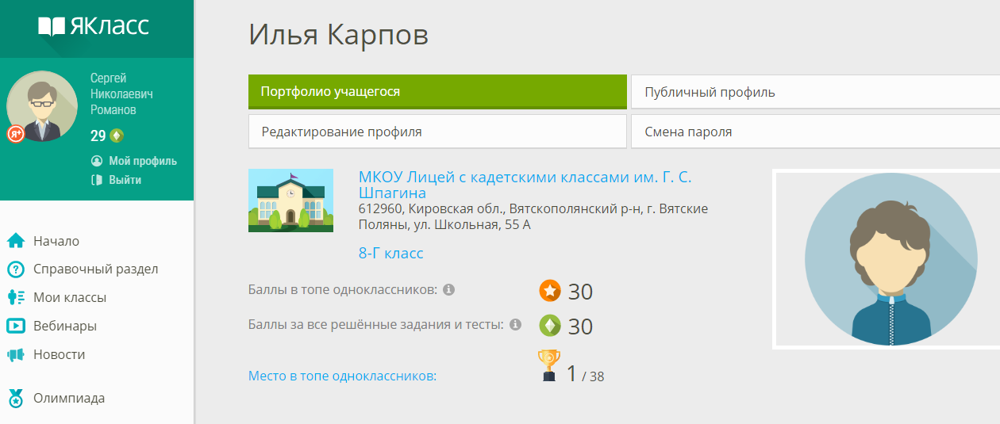 ЯКласс
Сергей
Николаевич
Романов
Я+
29
Мой профиль
Выйти
Начало
Справочный раздел
Мои классы
Вебинары
Новости
Олимпиада
Илья Карпов
Портфолио учащегося
Публичный профиль
Редактирование профиля
Смена пароля
МКОУ Лицей с кадетскими классами им. Г. С.
Шпагина
612960, Кировская обл., Вятскополянский р-н, г. Вятские
Поляны, ул. Школьная, 55 А
8-Г класс
Баллы в топе одноклассников: 30
Баллы за все решённые задания и тесты: 30
Место в топе одноклассников: 1 / 38